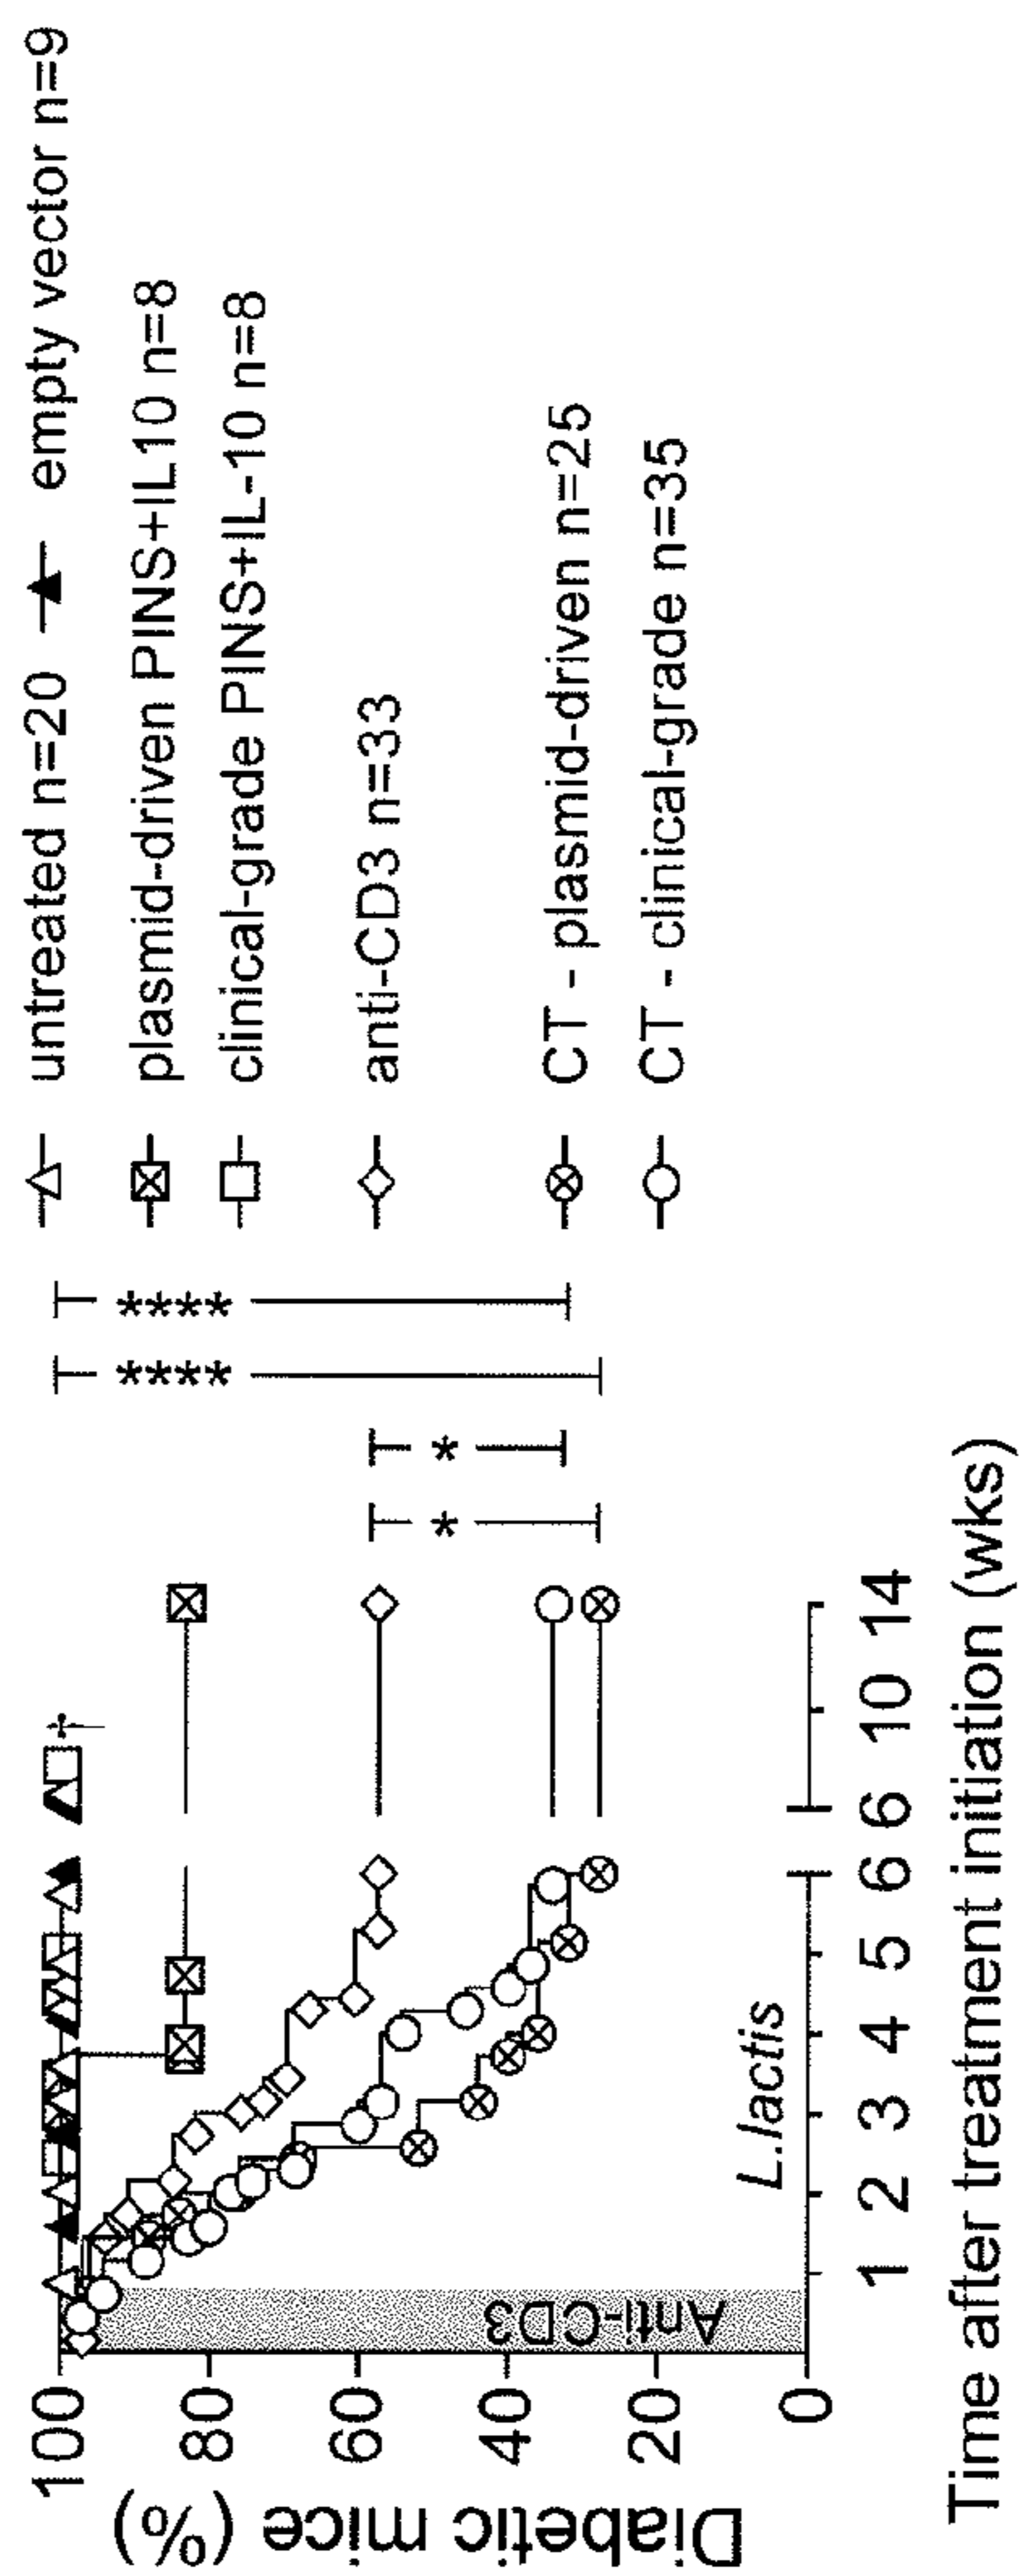 Diabetic mice (%)
100
80
60
40
20
0
Anti-CD3
L.lactis
1 2 3 4 5 6 6 10 14
Time after treatment initiation (wks)
†
*
*
****
****
untreated n=20 empty vector n=9
plasmid-driven PINS+IL10 n=8
clinical-grade PINS+IL-10 n=8
anti-CD3 n=33
CT - plasmid-driven n=25
CT - clinical-grade n=35